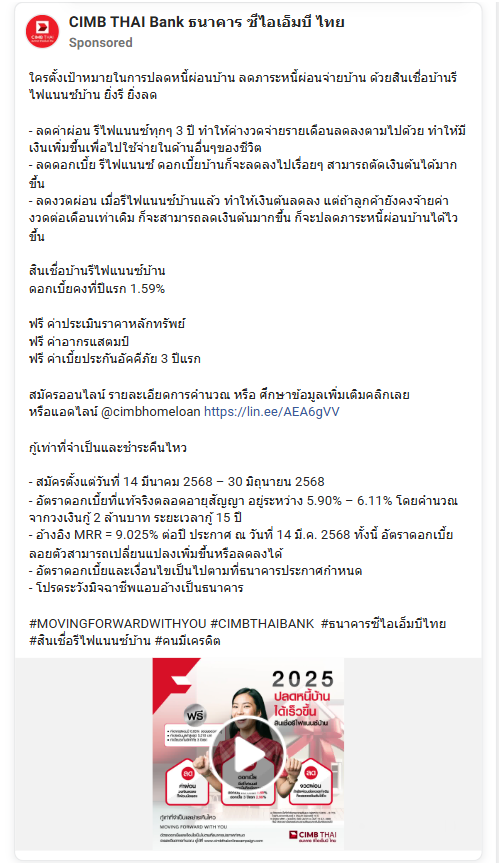 CIMB THAI Bank ธนาคาร ซีไอเอ็มบี ไทย
Sponsored
ใครตั้งเป้าหมายในการปลดหนี้ผ่อนบ้าน ลดภาระหนี้ผ่อนจ่ายบ้าน ด้วยสินเชื่อบ้านรี
ไฟแนนซ์บ้าน ยิ่งรี ยิ่งลด
- ลดค่าผ่อน รีไฟแนนซ์ทุกๆ 3 ปี ทำให้ค่างวดจ่ายรายเดือนลดลงตามไปด้วย ทำให้มี
เงินเพิ่มขึ้นเพื่อไปใช้จ่ายในด้านอื่นๆของชีวิต
- ลดดอกเบี้ย รีไฟแนนซ์ ดอกเบี้ยบ้านก็จะลดลงไปเรื่อยๆ สามารถตัดเงินต้นได้มาก
ขึ้น
- ลดงวดผ่อน เมื่อรีไฟแนนซ์บ้านแล้ว ทำให้เงินต้นลดลง แต่ถ้าลูกค้ายังคงจ้ายค่า
งวดต่อเดือนเท่าเดิม ก็จะสามารถลดเงินต้นมากขึ้น ก็จะปลดภาระหนี้ผ่อนบ้านได้ไว
ขึ้น
สินเชื่อบ้านรีไฟแนนซ์บ้าน
ดอกเบี้ยคงที่ปีแรก 1.59%
ฟรี ค่าประเมินราคาหลักทรัพย์
ฟรี ค่าอากรแสตมป์
ฟรี ค่าเบี้ยประกันอัคคีภัย 3 ปีแรก
สมัครออนไลน์ รายละเอียดการคำนวณ หรือ ศึกษาข้อมูลเพิ่มเติมคลิกเลย
หรือแอดไลน์ @cimbhomeloan https://lin.ee/AEA6gVV
กู้เท่าที่จำเป็นและชำระคืนไหว
- สมัครตั้งแต่วันที่ 14 มีนาคม 2568 – 30 มิถุนายน 2568
- อัตราดอกเบี้ยที่แท้จริงตลอดอายุสัญญา อยู่ระหว่าง 5.90% – 6.11% โดยคำนวณ
จากวงเงินกู้ 2 ล้านบาท ระยะเวลากู้ 15 ปี
- อ้างอิง MRR = 9.025% ต่อปี ประกาศ ณ วันที่ 14 มี.ค. 2568 ทั้งนี้ อัตราดอกเบี้ย
ลอยตัวสามารถเปลี่ยนแปลงเพิ่มขึ้นหรือลดลงได้
- อัตราดอกเบี้ยและเงื่อนไขเป็นไปตามที่ธนาคารประกาศกำหนด
- โปรดระวังมิจฉาชีพแอบอ้างเป็นธนาคาร
#MOVINGFORWARDWITHYOU #CIMBTHAIBANK #ธนาคารซีไอเอ็มบีไทย
#สินเชื่อรีไฟแนนซ์บ้าน #คนมีเครดิต
2025
ปลดหนี้บ้าน
ได้เร็วขึ้น
สินเชื่อรีไฟแนนซ์บ้าน
ฟรี
ลด
ค่าผ่อน
ลด
งวดผ่อน
กู้เท่าที่จำเป็นและชำระคืนไหว
MOVING FORWARD WITH YOU
CIMB THAI